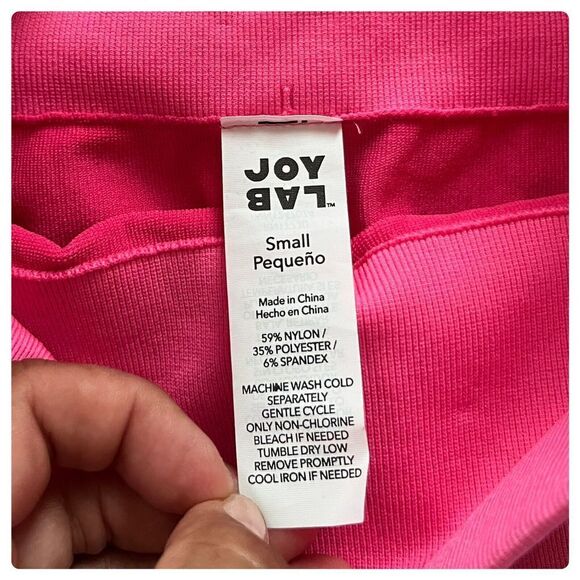 JOY
LAB™
Small
Pequeño
Made in China
Hecho en China
59% NYLON /
35% POLYESTER /
6% SPANDEX
MACHINE WASH COLD
SEPARATELY
GENTLE CYCLE
ONLY NON-CHLORINE
BLEACH IF NEEDED
TUMBLE DRY LOW
REMOVE PROMPTLY
COOL IRON IF NEEDED